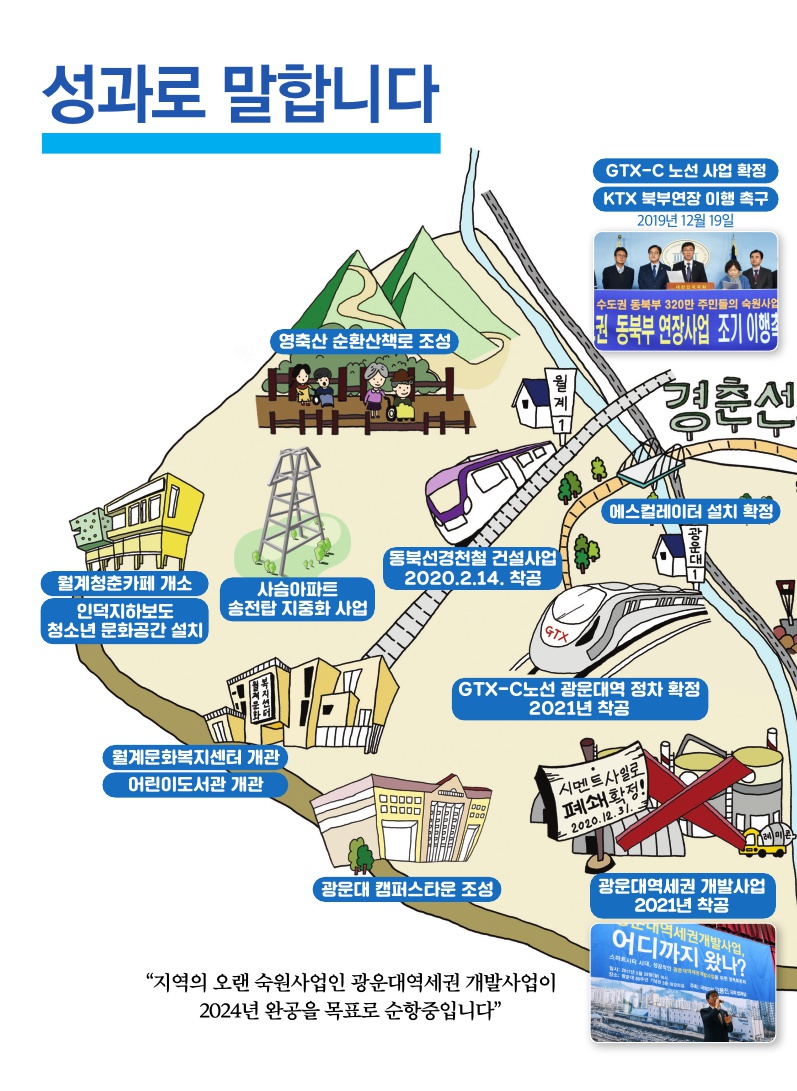 성과로 말합니다
GTX-C 노선 사업 확정
KTX 북부연장 이행 촉구
2019년 12월 19일
수도권 동북부 320만 주민들의 숙원사업
권 동북부 연장사업 조기 이행촉
영축산 순환산책로 조성
월계
1
경춘선
에스컬레이터 설치 확정
광운대
1
동북선경천철 건설사업
2020.2.14. 착공
월계청춘카페 개소
인덕지하보도
청소년 문화공간 설치
사슴아파트
송전탑 지중화 사업
GTX
GTX-C노선 광운대역 정차 확정
2021년 착공
월계문화
복지센터
월계문화복지센터 개관
어린이도서관 개관
시멘트사일로
폐쇄확정!
2020.12.31.
레미콘
광운대 캠퍼스타운 조성
광운대역세권 개발사업
2021년 착공
광운대역세권개발사업,
어디까지 왔나?
“지역의 오랜 숙원사업인 광운대역세권 개발사업이
2024년 완공을 목표로 순항중입니다”